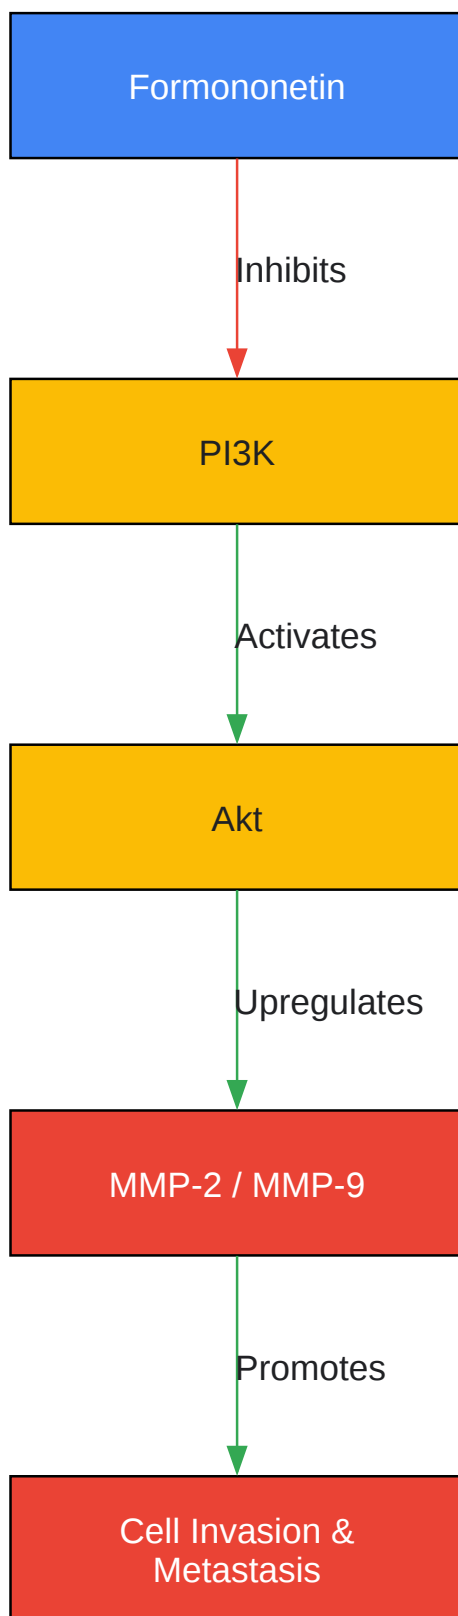 Formononetin
Inhibits
PI3K
Activates
Akt
Upregulates
MMP-2 / MMP-9
Promotes
Cell Invasion &
Metastasis